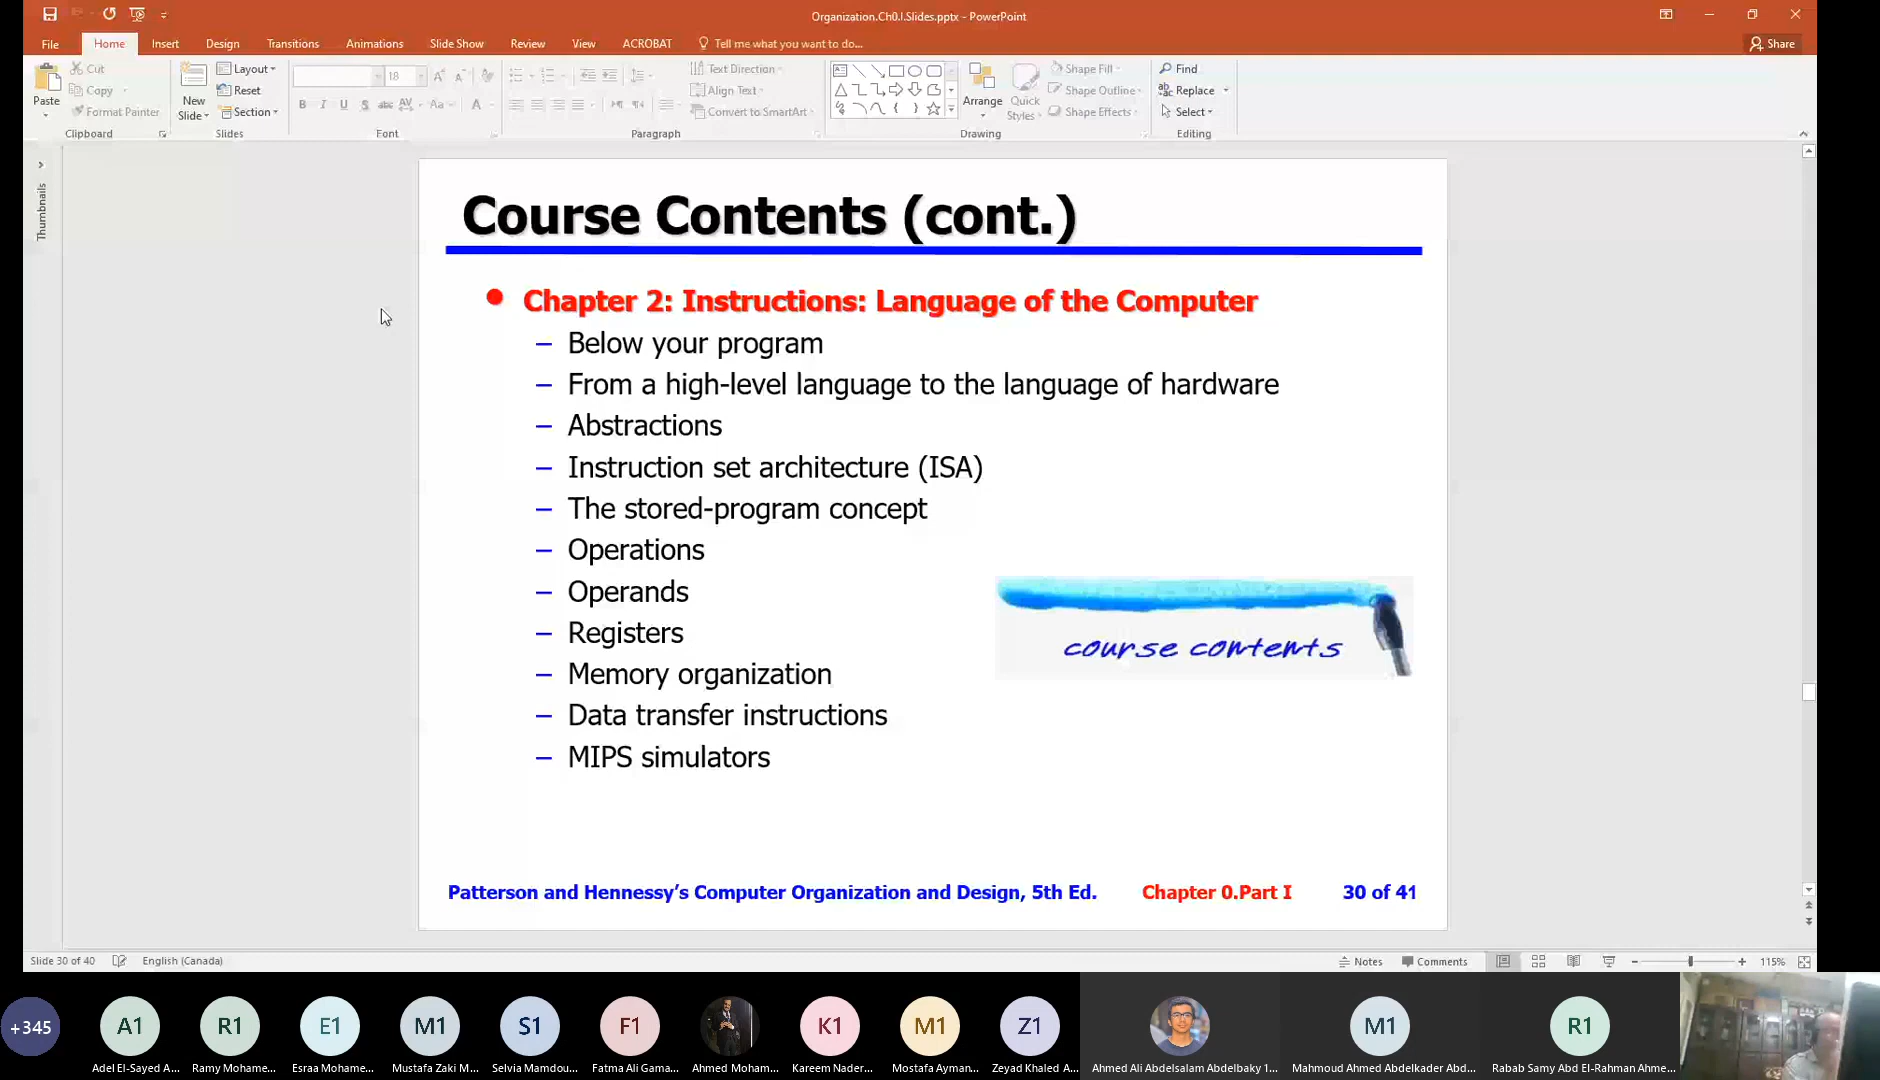 Organization.Ch0.I.Slides.pptx - PowerPoint
File Home Insert Design Transitions Animations Slide Show Review View ACROBAT Tell me what you want to do... Share
Paste
Cut
Copy
Format Painter
Clipboard
New Slide
Layout
Reset
Section
Slides
18
B I U S abc AV Aa A
Font
Text Direction
Align Text
Convert to SmartArt
Paragraph
Arrange
Quick Styles
Shape Fill
Shape Outline
Shape Effects
Drawing
Find
Replace
Select
Editing
Thumbnails
Course Contents (cont.)
• Chapter 2: Instructions: Language of the Computer
– Below your program
– From a high-level language to the language of hardware
– Abstractions
– Instruction set architecture (ISA)
– The stored-program concept
– Operations
– Operands
– Registers
– Memory organization
– Data transfer instructions
– MIPS simulators
course contents
Patterson and Hennessy's Computer Organization and Design, 5th Ed. Chapter 0.Part I 30 of 41
Slide 30 of 40 English (Canada) Notes Comments 115%
+345 A1 R1 E1 M1 S1 F1 K1 M1 Z1 M1 R1
Adel El-Sayed A... Ramy Mohame... Esraa Mohame... Mustafa Zaki M... Selvia Mamdou... Fatma Ali Gama... Ahmed Moham... Kareem Nader... Mostafa Ayman... Zeyad Khaled A... Ahmed Ali Abdelsalam Abdelbaky 1... Mahmoud Ahmed Abdelkader Abd... Rabab Samy Abd El-Rahman Ahme...